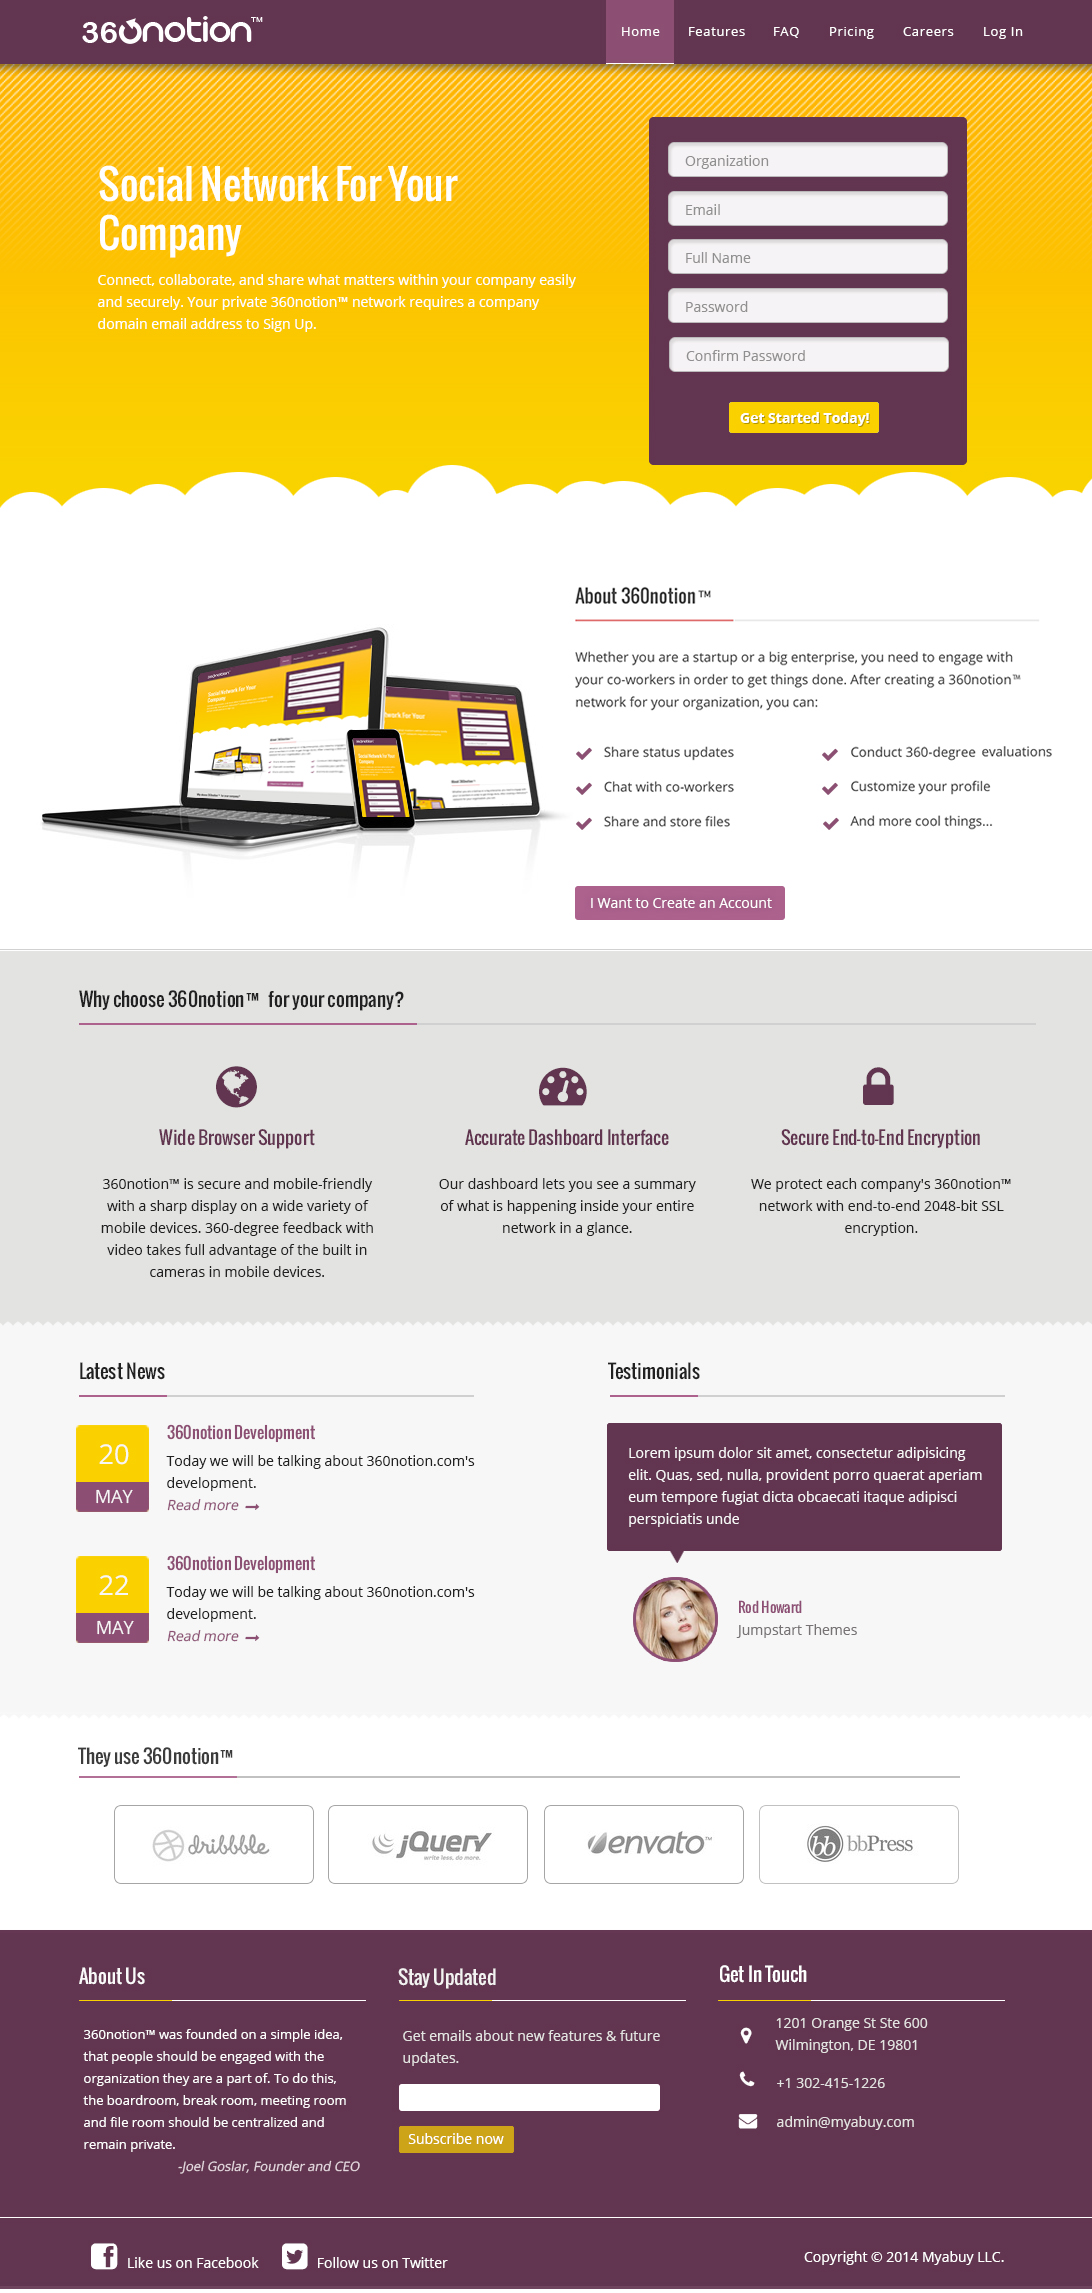 360notion™
Home
Features
FAQ
Pricing
Careers
Log In
Social Network For Your
Company
Connect, collaborate, and share what matters within your company easily
and securely. Your private 360notion™ network requires a company
domain email address to Sign Up.
Organization
Email
Full Name
Password
Confirm Password
Get Started Today!
About 360notion™
Whether you are a startup or a big enterprise, you need to engage with
your co-workers in order to get things done. After creating a 360notion™
network for your organization, you can:
Share status updates
Conduct 360-degree evaluations
Chat with co-workers
Customize your profile
Share and store files
And more cool things...
I Want to Create an Account
Why choose 360notion™ for your company?
Wide Browser Support
360notion™ is secure and mobile-friendly
with a sharp display on a wide variety of
mobile devices. 360-degree feedback with
video takes full advantage of the built in
cameras in mobile devices.
Accurate Dashboard Interface
Our dashboard lets you see a summary
of what is happening inside your entire
network in a glance.
Secure End-to-End Encryption
We protect each company's 360notion™
network with end-to-end 2048-bit SSL
encryption.
Latest News
20
MAY
360notion Development
Today we will be talking about 360notion.com's
development.
Read more
22
MAY
360notion Development
Today we will be talking about 360notion.com's
development.
Read more
Testimonials
Lorem ipsum dolor sit amet, consectetur adipisicing
elit. Quas, sed, nulla, provident porro quaerat aperiam
eum tempore fugiat dicta obcaecati itaque adipisci
perspiciatis unde
Rod Howard
Jumpstart Themes
They use 360notion™
dribbble
jQuery
write less, do more.
envato™
bb bbPress
About Us
360notion™ was founded on a simple idea,
that people should be engaged with the
organization they are a part of. To do this,
the boardroom, break room, meeting room
and file room should be centralized and
remain private.
-Joel Goslar, Founder and CEO
Stay Updated
Get emails about new features & future
updates.
Subscribe now
Get In Touch
1201 Orange St Ste 600
Wilmington, DE 19801
+1 302-415-1226
admin@myabuy.com
Like us on Facebook
Follow us on Twitter
Copyright © 2014 Myabuy LLC.